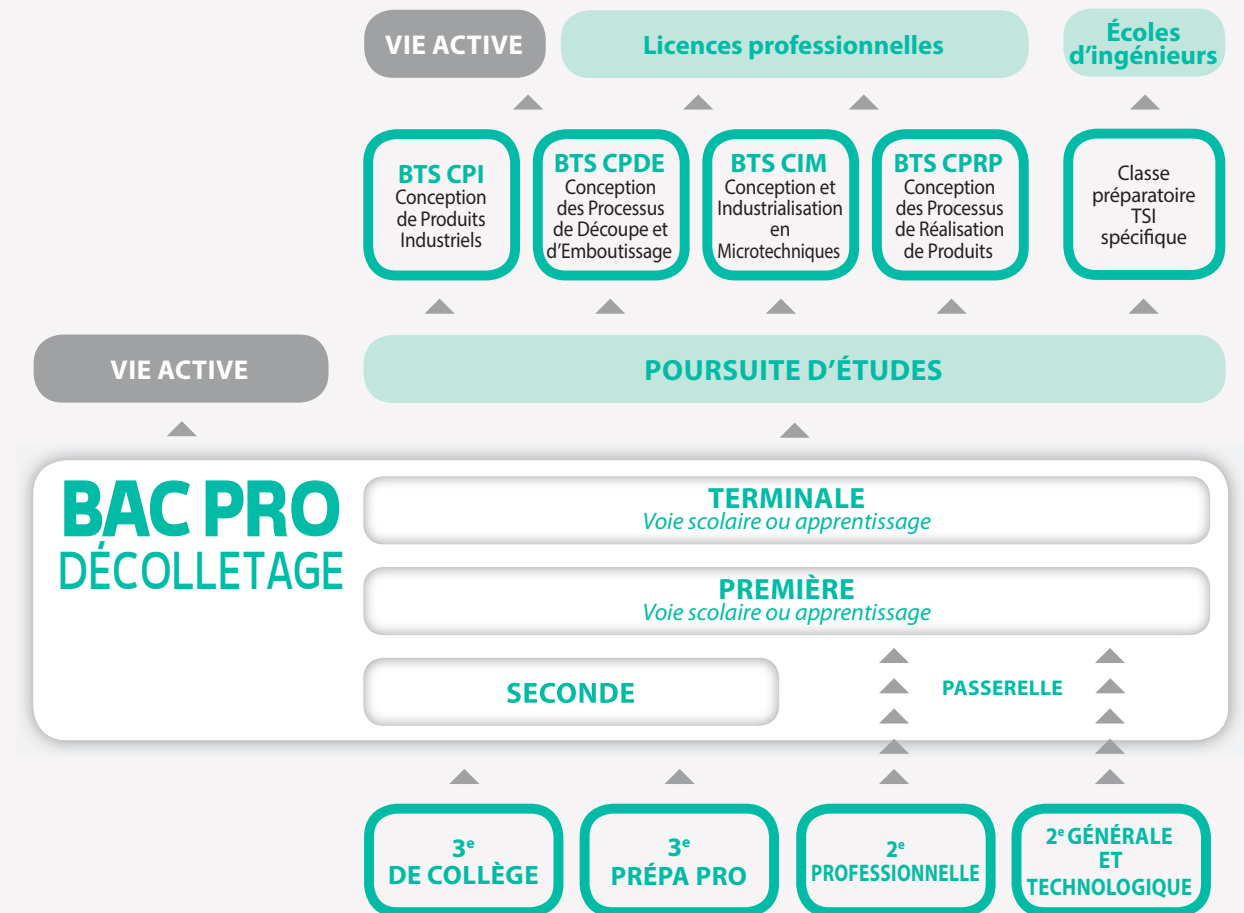 VIE ACTIVE
Licences professionnelles
Écoles
d'ingénieurs
BTS CPI
Conception
de Produits
Industriels
BTS CPDE
Conception
des Processus
de Découpe et
d'Emboutissage
BTS CIM
Conception et
Industrialisation
en
Microtechniques
BTS CPRP
Conception
des Processus
de Réalisation
de Produits
Classe
préparatoire
TSI
spécifique
VIE ACTIVE
POURSUITE D'ÉTUDES
BAC PRO
DÉCOLLETAGE
TERMINALE
Voie scolaire ou apprentissage
PREMIÈRE
Voie scolaire ou apprentissage
SECONDE
PASSERELLE
3e
DE COLLÈGE
3e
PRÉPA PRO
2e
PROFESSIONNELLE
2e GÉNÉRALE
ET
TECHNOLOGIQUE